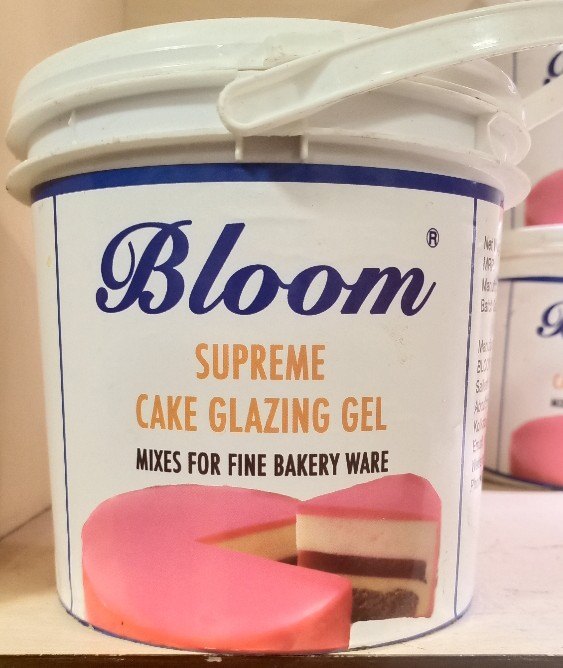 Bloom®
SUPREME
CAKE GLAZING GEL
MIXES FOR FINE BAKERY WARE